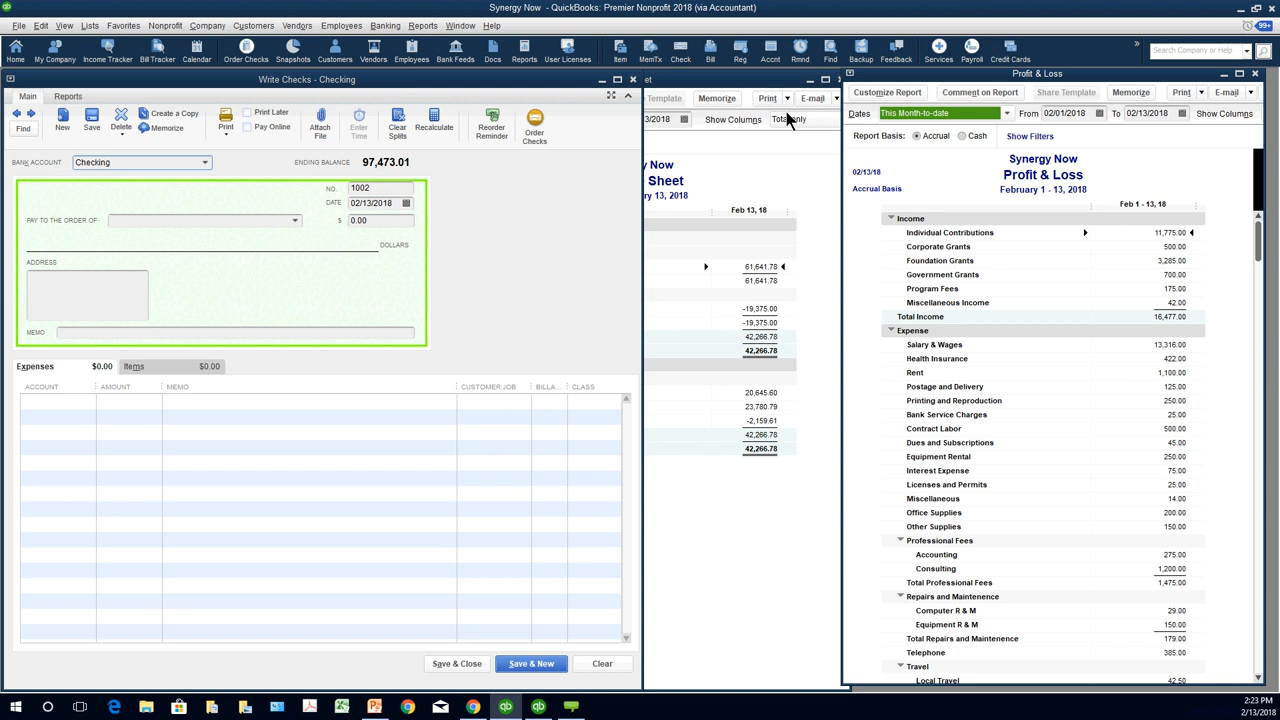 Synergy Now - QuickBooks: Premier Nonprofit 2018 (via Accountant)
File Edit View Lists Favorites Nonprofit Company Customers Vendors Employees Banking Reports Window Help
99+
Home My Company Income Tracker Bill Tracker Calendar Order Checks Snapshots Customers Vendors Employees Bank Feeds Docs Reports User Licenses Item MemTx Check Bill Reg Accnt Rmnd Find Backup Feedback Services Payroll Credit Cards » Search Company or Help
Write Checks - Checking
Main Reports
Find New Save Delete Create a Copy Memorize Print Print Later Pay Online Attach File Enter Time Clear Splits Recalculate Reorder Reminder Order Checks
BANK ACCOUNT Checking ENDING BALANCE 97,473.01
NO. 1002
DATE 02/13/2018
PAY TO THE ORDER OF $ 0.00
DOLLARS
ADDRESS
MEMO
Expenses $0.00 Items $0.00
ACCOUNT AMOUNT MEMO CUSTOMER:JOB BILLA... CLASS
Save & Close Save & New Clear
et
Template Memorize Print E-mail
3/2018 Show Columns Total only
y Now
Sheet
ry 13, 2018
Feb 13, 18
61,641.78
61,641.78
-19,375.00
-19,375.00
42,266.78
42,266.78
20,645.60
23,780.79
-2,159.61
42,266.78
42,266.78
Profit & Loss
Customize Report Comment on Report Share Template Memorize Print E-mail
Dates This Month-to-date From 02/01/2018 To 02/13/2018 Show Columns
Report Basis: Accrual Cash Show Filters
Synergy Now
02/13/18 Profit & Loss
Accrual Basis February 1 - 13, 2018
Feb 1 - 13, 18
Income
Individual Contributions 11,775.00
Corporate Grants 500.00
Foundation Grants 3,285.00
Government Grants 700.00
Program Fees 175.00
Miscellaneous Income 42.00
Total Income 16,477.00
Expense
Salary & Wages 13,316.00
Health Insurance 422.00
Rent 1,100.00
Postage and Delivery 125.00
Printing and Reproduction 250.00
Bank Service Charges 25.00
Contract Labor 500.00
Dues and Subscriptions 45.00
Equipment Rental 250.00
Interest Expense 75.00
Licenses and Permits 25.00
Miscellaneous 14.00
Office Supplies 200.00
Other Supplies 150.00
Professional Fees
Accounting 275.00
Consulting 1,200.00
Total Professional Fees 1,475.00
Repairs and Maintenence
Computer R & M 29.00
Equipment R & M 150.00
Total Repairs and Maintenence 179.00
Telephone 385.00
Travel
Local Travel 42.50
2:23 PM
2/13/2018